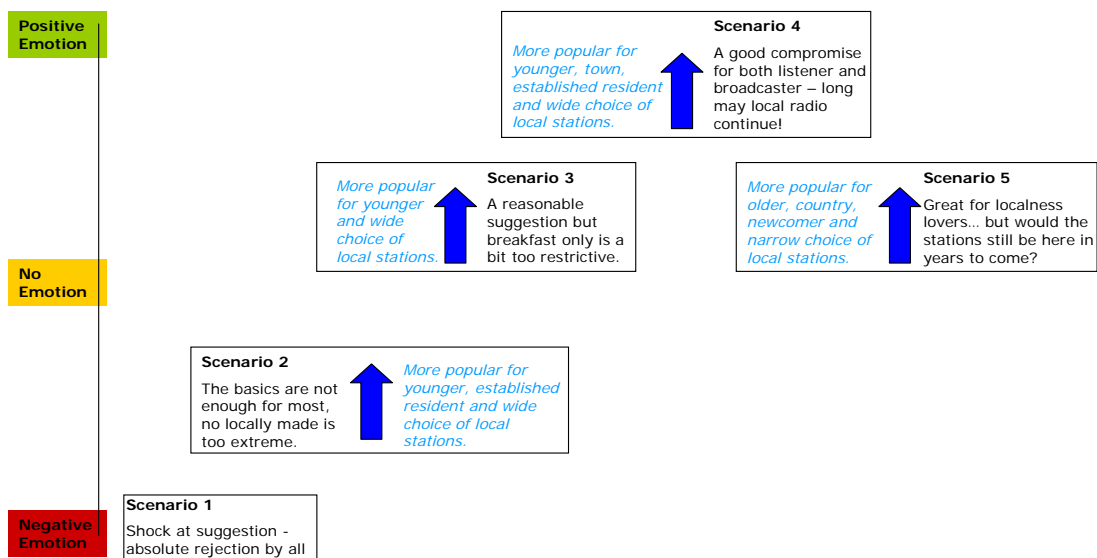 Positive
Emotion
Scenario 4
More popular for
younger, town,
established resident
and wide choice of
local stations.
A good compromise
for both listener and
broadcaster – long
may local radio
continue!
More popular
for younger
and wide
choice of
local stations.
Scenario 3
A reasonable
suggestion but
breakfast only is a
bit too restrictive.
More popular for
older, country,
newcomer and
narrow choice of
local stations.
Scenario 5
Great for localness
lovers... but would the
stations still be here in
years to come?
No
Emotion
Scenario 2
The basics are not
enough for most,
no locally made is
too extreme.
More popular for
younger, established
resident and wide
choice of local
stations.
Scenario 1
Shock at suggestion -
absolute rejection by all
Negative
Emotion